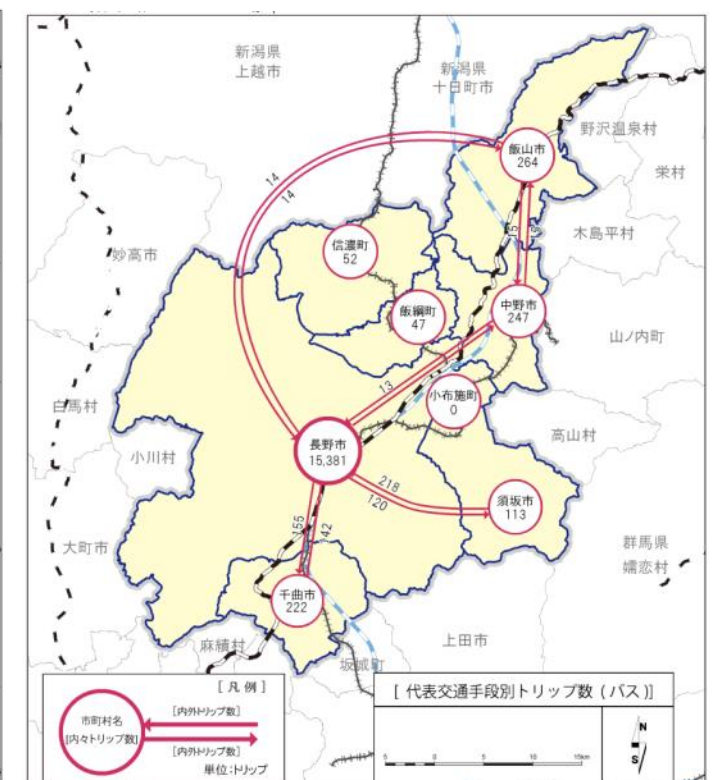 新潟県
上越市
新潟県
十日町市
野沢温泉村
飯山市
264
栄村
14
14
木島平村
15
信濃町
52
妙高市
中野市
247
飯綱町
47
山ノ内町
13
小布施町
0
白馬村
高山村
長野市
15,381
小川村
218
120
須坂市
113
155
42
大町市
群馬県
嬬恋村
千曲市
222
麻績村
上田市
坂城町
[ 凡 例 ]
市町村名
[内々トリップ数]
[内外トリップ数]
[内外トリップ数]
単位:トリップ
[ 代表交通手段別トリップ数 (バス)]
N
S
5
0
5
10
15km